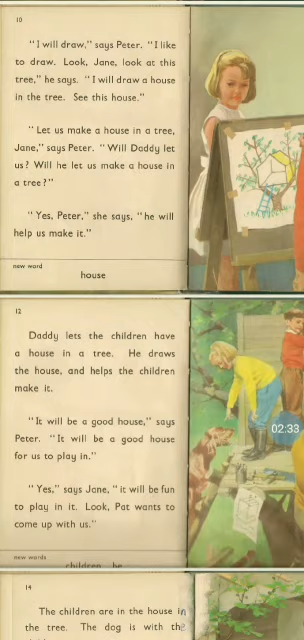 10
"I will draw," says Peter. "I like
to draw. Look, Jane, look at this
tree," he says. "I will draw a house
in the tree. See this house."
"Let us make a house in a tree,
Jane," says Peter. "Will Daddy let
us? Will he let us make a house in
a tree?"
"Yes, Peter," she says, "he will
help us make it."
new word
house
12
Daddy lets the children have
a house in a tree. He draws
the house, and helps the children
make it.
"It will be a good house," says
Peter. "It will be a good house
for us to play in."
"Yes," says Jane, "it will be fun
to play in it. Look, Pat wants to
come up with us."
new words
children be
02:33
14
The children are in the house in
the tree. The dog is with the